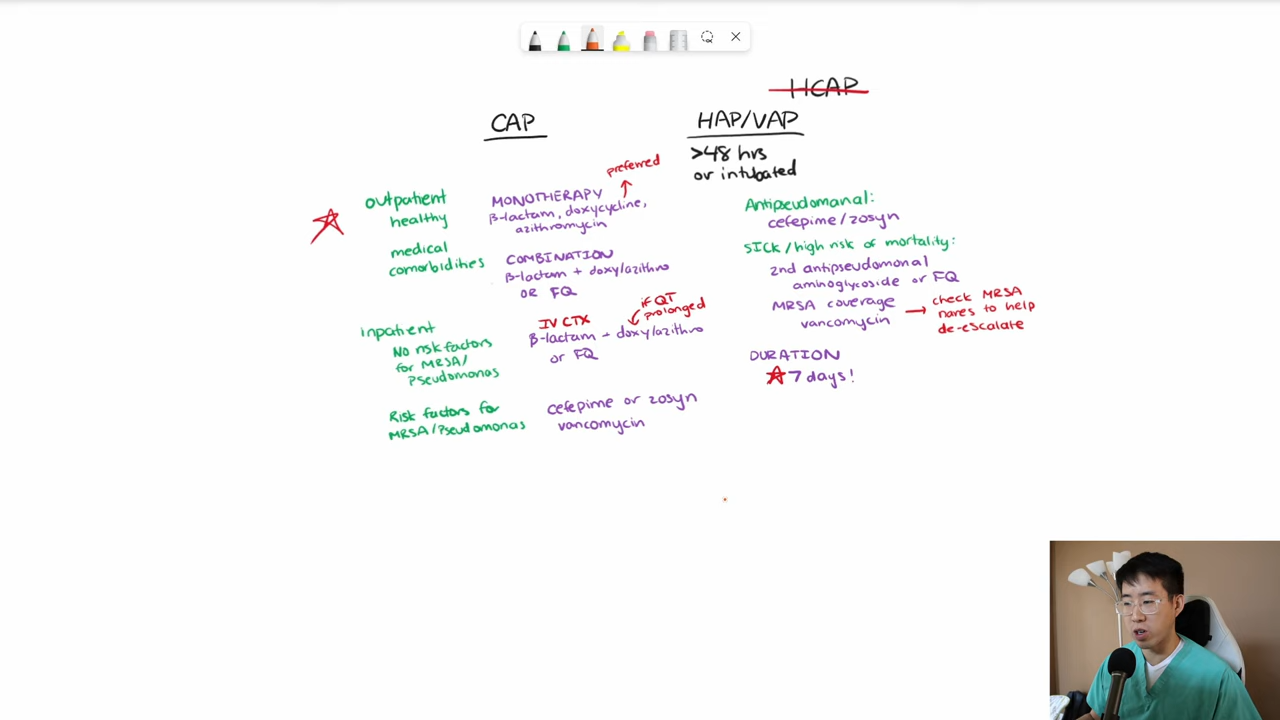 HCAP
CAP
HAP/VAP
>48 hrs
or intubated
preferred
outpatient
healthy
MONOTHERAPY
β-lactam, doxycycline,
azithromycin
medical
comorbidities
COMBINATION
β-lactam + doxy/azithro
OR FQ
inpatient
No risk factors
for MRSA/
Pseudomonas
IV CTX
if QT
prolonged
β-lactam + doxy/azithro
or FQ
Risk factors for
MRSA/Pseudomonas
cefepime or zosyn
vancomycin
Antipseudomonal:
cefepime/zosyn
SICK/high risk of mortality:
2nd antipseudomonal
aminoglycoside or FQ
MRSA coverage
vancomycin
check MRSA
nares to help
de-escalate
DURATION
7 days!